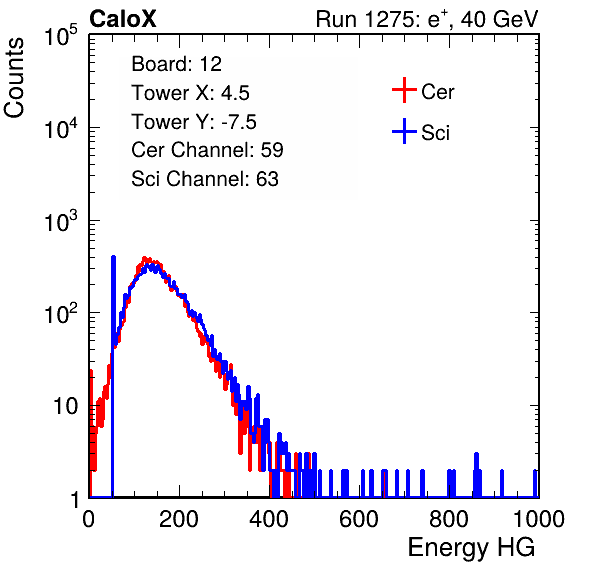 CaloX Run 1275: e⁺, 40 GeV
Counts
Board: 12
Tower X: 4.5
Tower Y: -7.5
Cer Channel: 59
Sci Channel: 63
Cer
Sci
10⁵
10⁴
10³
10²
10
1
0 200 400 600 800 1000
Energy HG